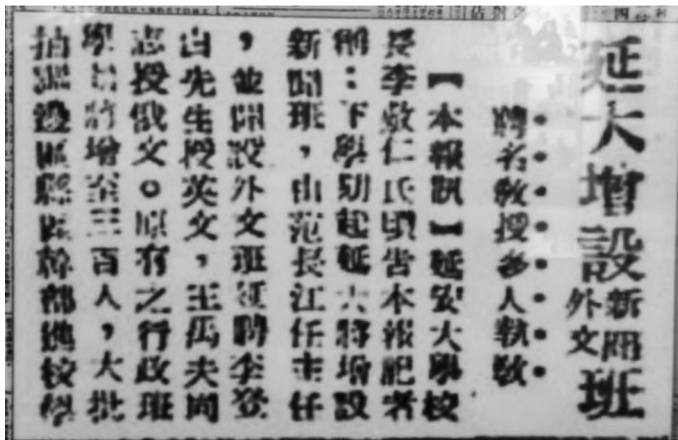 延大增設新聞外文班
聘名教授多人執敎
【本報訊】延安大學校
長李敷仁氏頃告本報記者
稱：下學期起延大將增設
新聞班，由范長江任主任
，並開設外文班延聘李登
白先生授英文，王禹夫同
志授俄文。原有之行政班
學員將增至三百人，大批
抽調邊區縣區幹部進校學